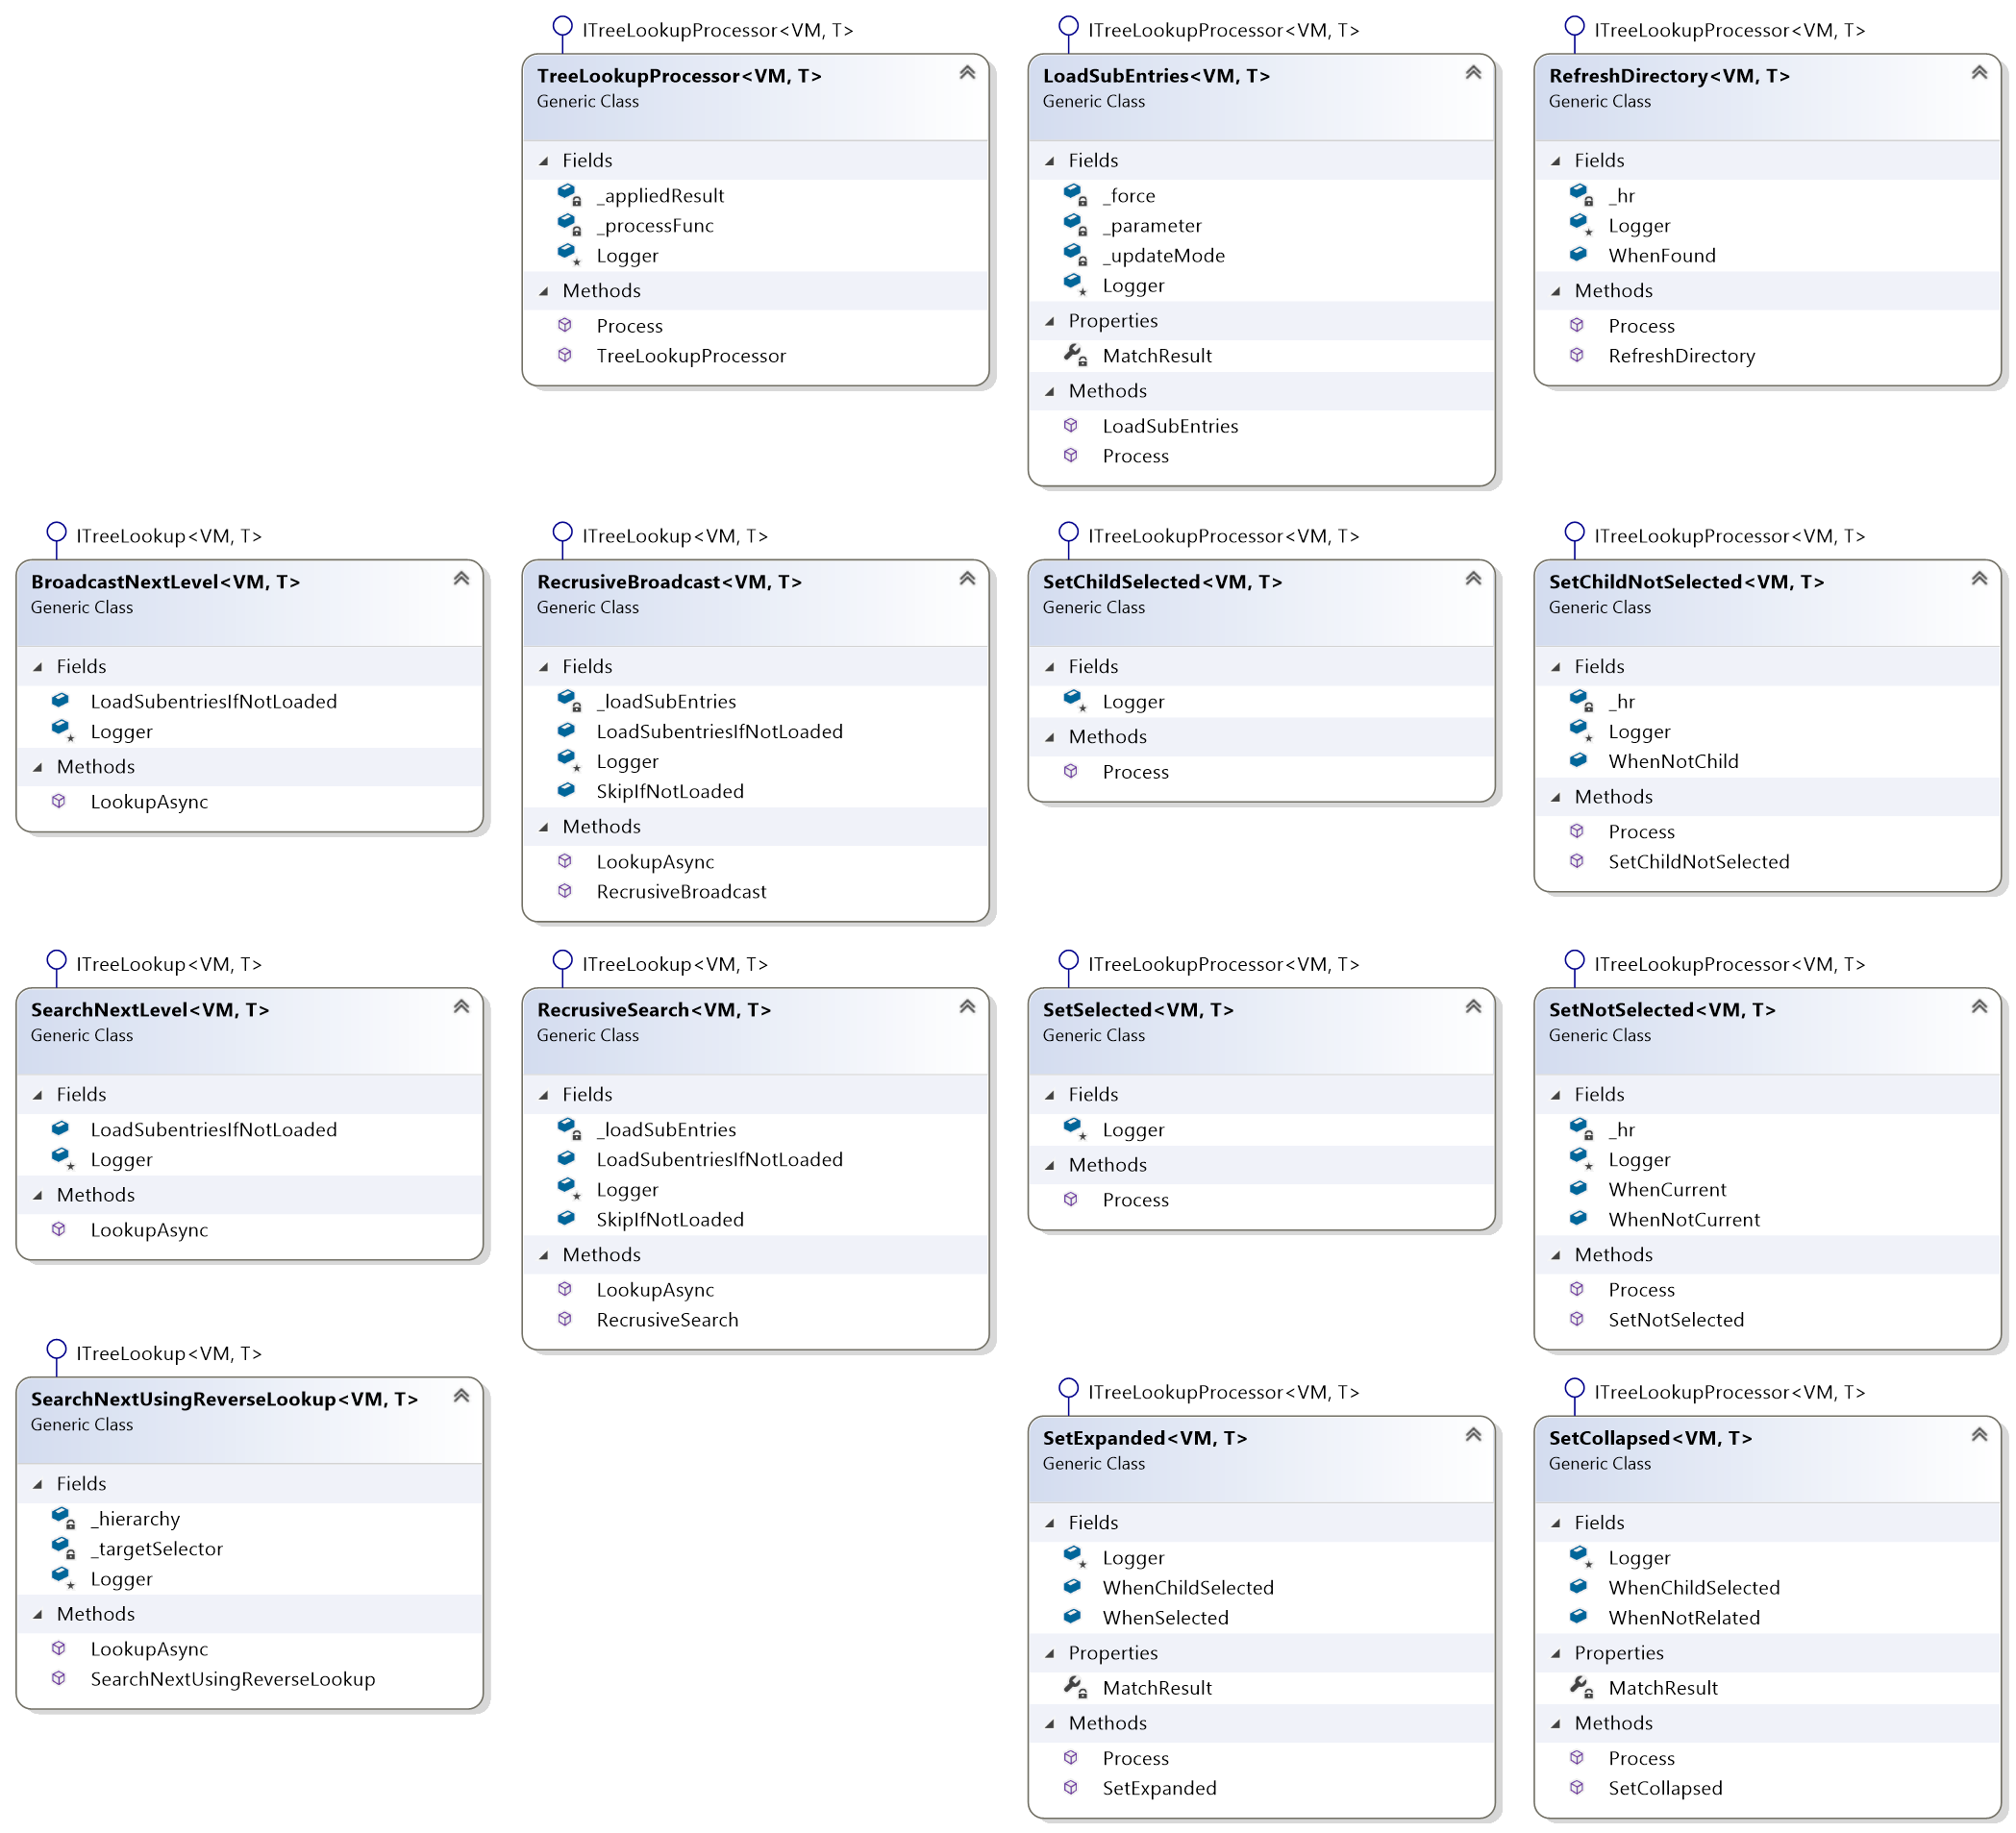 ITreeLookupProcessor<VM, T>
TreeLookupProcessor<VM, T>
Generic Class
Fields
_appliedResult
_processFunc
Logger
Methods
Process
TreeLookupProcessor
ITreeLookupProcessor<VM, T>
LoadSubEntries<VM, T>
Generic Class
Fields
_force
_parameter
_updateMode
Logger
Properties
MatchResult
Methods
LoadSubEntries
Process
ITreeLookupProcessor<VM, T>
RefreshDirectory<VM, T>
Generic Class
Fields
_hr
Logger
WhenFound
Methods
Process
RefreshDirectory
ITreeLookup<VM, T>
BroadcastNextLevel<VM, T>
Generic Class
Fields
LoadSubentriesIfNotLoaded
Logger
Methods
LookupAsync
ITreeLookup<VM, T>
RecrusiveBroadcast<VM, T>
Generic Class
Fields
_loadSubEntries
LoadSubentriesIfNotLoaded
Logger
SkipIfNotLoaded
Methods
LookupAsync
RecrusiveBroadcast
ITreeLookupProcessor<VM, T>
SetChildSelected<VM, T>
Generic Class
Fields
Logger
Methods
Process
ITreeLookupProcessor<VM, T>
SetChildNotSelected<VM, T>
Generic Class
Fields
_hr
Logger
WhenNotChild
Methods
Process
SetChildNotSelected
ITreeLookup<VM, T>
SearchNextLevel<VM, T>
Generic Class
Fields
LoadSubentriesIfNotLoaded
Logger
Methods
LookupAsync
ITreeLookup<VM, T>
RecrusiveSearch<VM, T>
Generic Class
Fields
_loadSubEntries
LoadSubentriesIfNotLoaded
Logger
SkipIfNotLoaded
Methods
LookupAsync
RecrusiveSearch
ITreeLookupProcessor<VM, T>
SetSelected<VM, T>
Generic Class
Fields
Logger
Methods
Process
ITreeLookupProcessor<VM, T>
SetNotSelected<VM, T>
Generic Class
Fields
_hr
Logger
WhenCurrent
WhenNotCurrent
Methods
Process
SetNotSelected
ITreeLookup<VM, T>
SearchNextUsingReverseLookup<VM, T>
Generic Class
Fields
_hierarchy
_targetSelector
Logger
Methods
LookupAsync
SearchNextUsingReverseLookup
ITreeLookupProcessor<VM, T>
SetExpanded<VM, T>
Generic Class
Fields
Logger
WhenChildSelected
WhenSelected
Properties
MatchResult
Methods
Process
SetExpanded
ITreeLookupProcessor<VM, T>
SetCollapsed<VM, T>
Generic Class
Fields
Logger
WhenChildSelected
WhenNotRelated
Properties
MatchResult
Methods
Process
SetCollapsed